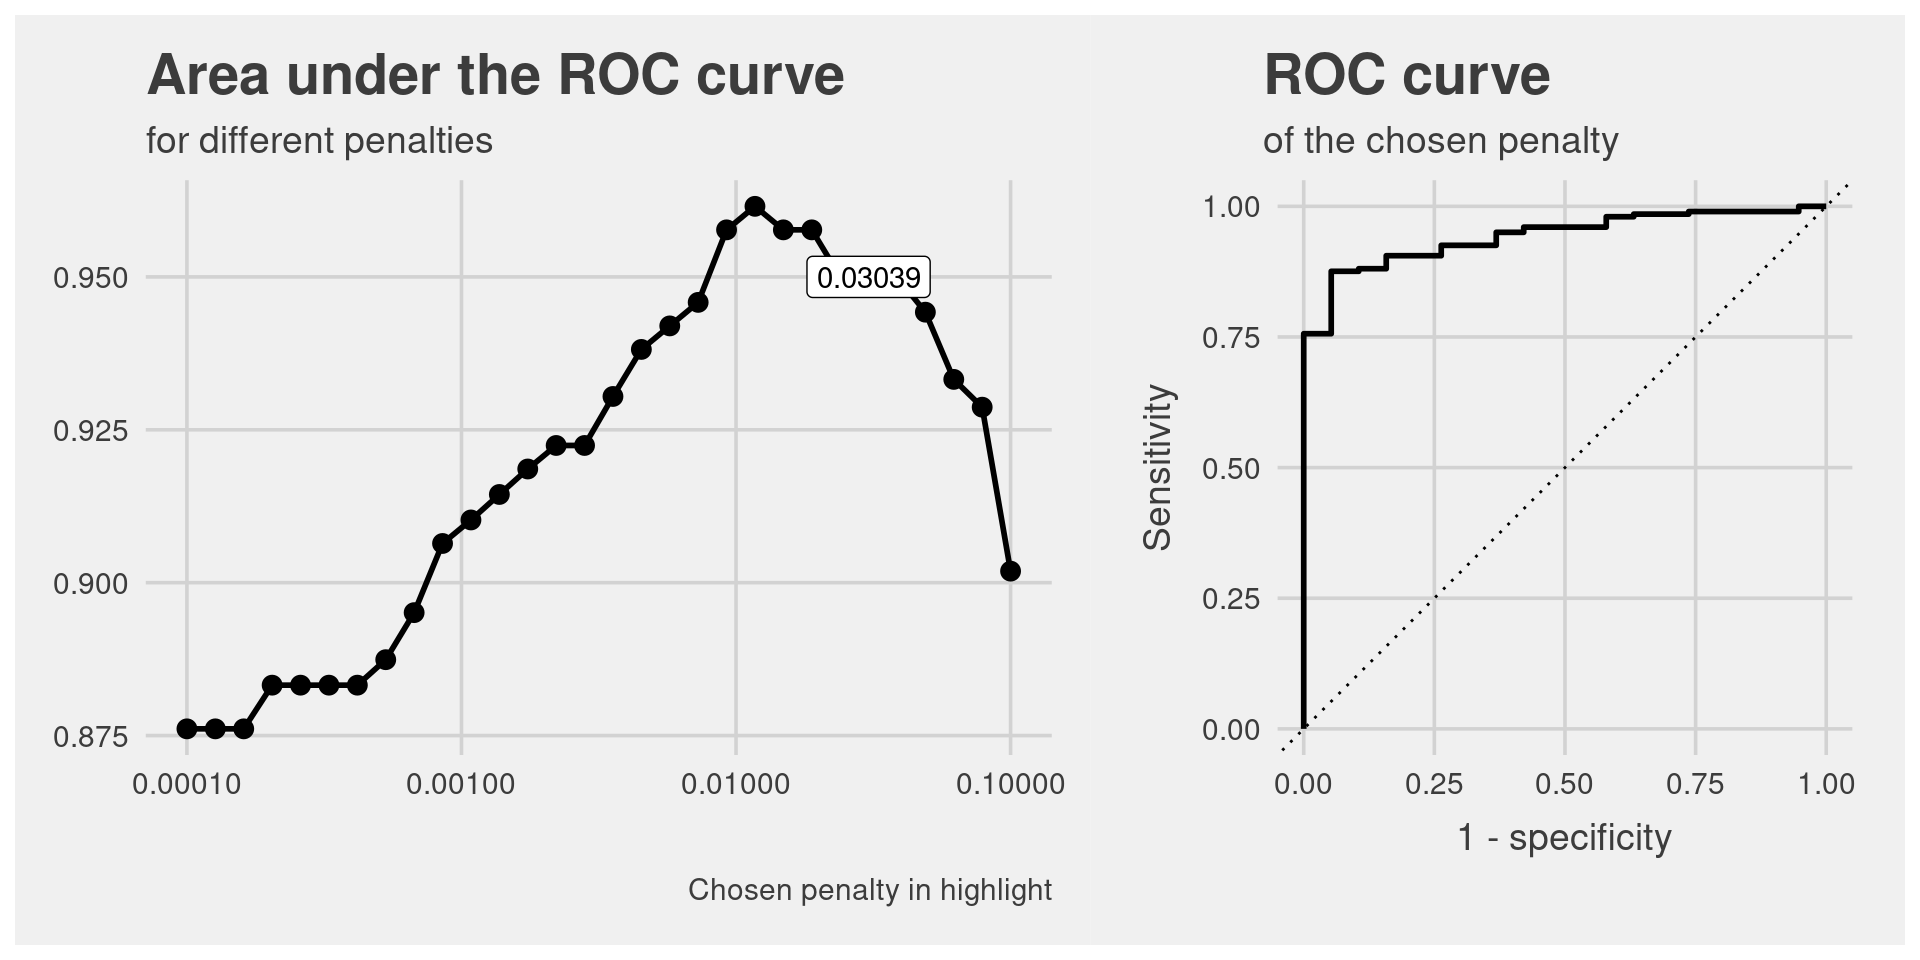 Area under the ROC curve
for different penalties
0.950
0.925
0.900
0.875
0.03039
0.00010 0.00100 0.01000 0.10000
Chosen penalty in highlight
ROC curve
of the chosen penalty
Sensitivity
1.00
0.75
0.50
0.25
0.00
0.00 0.25 0.50 0.75 1.00
1 - specificity